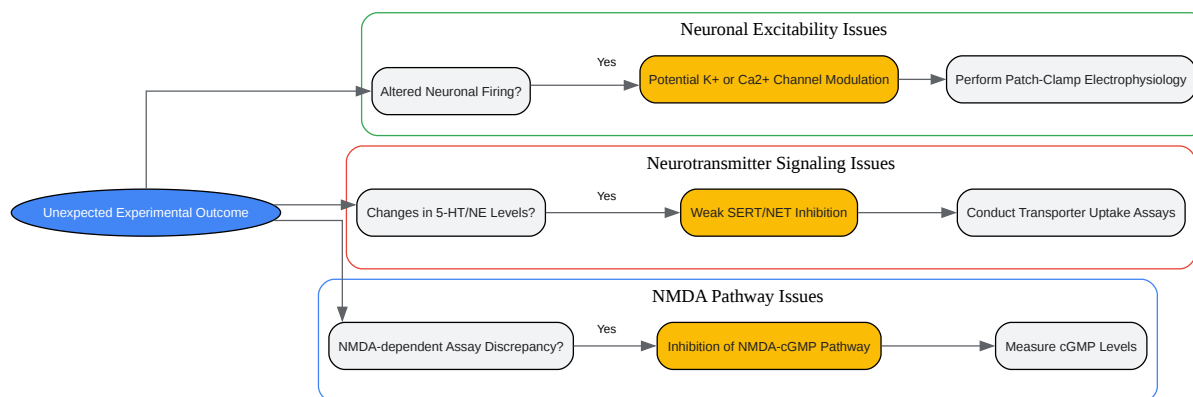 Neuronal Excitability Issues
Altered Neuronal Firing?
Yes
Potential K+ or Ca2+ Channel Modulation
Perform Patch-Clamp Electrophysiology
Unexpected Experimental Outcome
Neurotransmitter Signaling Issues
Changes in 5-HT/NE Levels?
Yes
Weak SERT/NET Inhibition
Conduct Transporter Uptake Assays
NMDA Pathway Issues
NMDA-dependent Assay Discrepancy?
Yes
Inhibition of NMDA-cGMP Pathway
Measure cGMP Levels